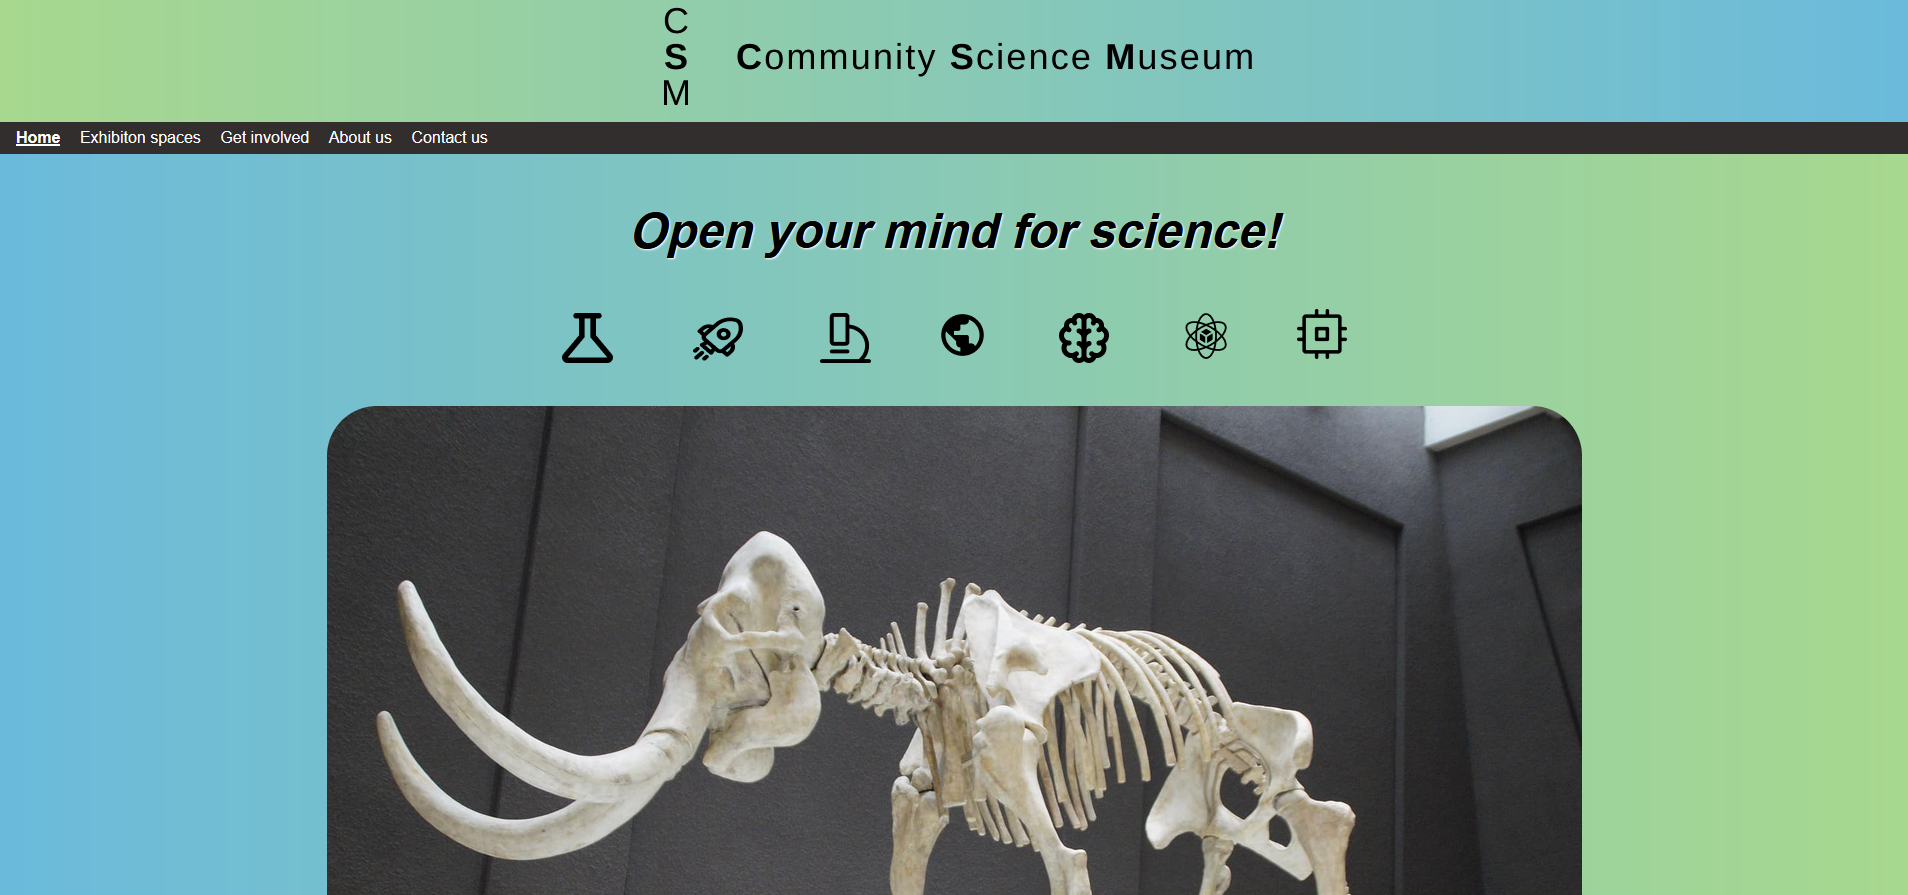 C
S
M
Community Science Museum
Home Exhibiton spaces Get involved About us Contact us
Open your mind for science!